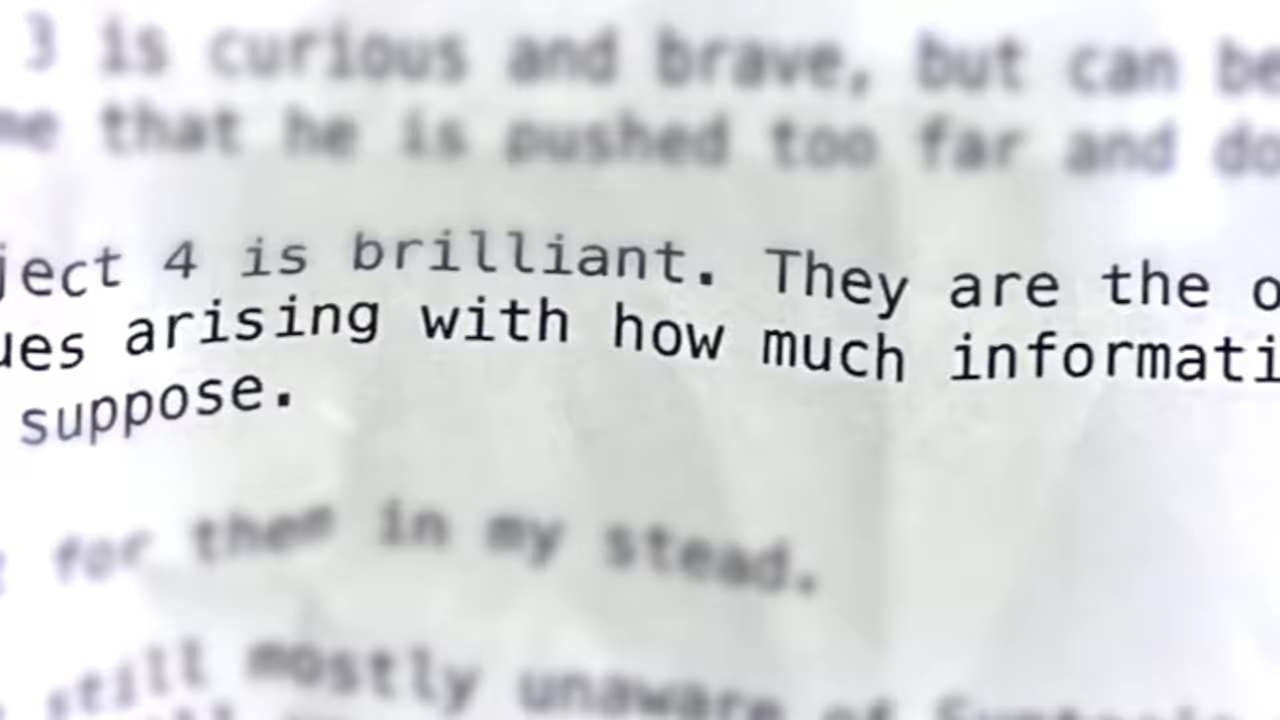 3 is curious and brave, but can be
me that he is pushed too far and do
ject 4 is brilliant. They are the o
ues arising with how much informati
suppose.
for them in my stead.
still mostly unaware of